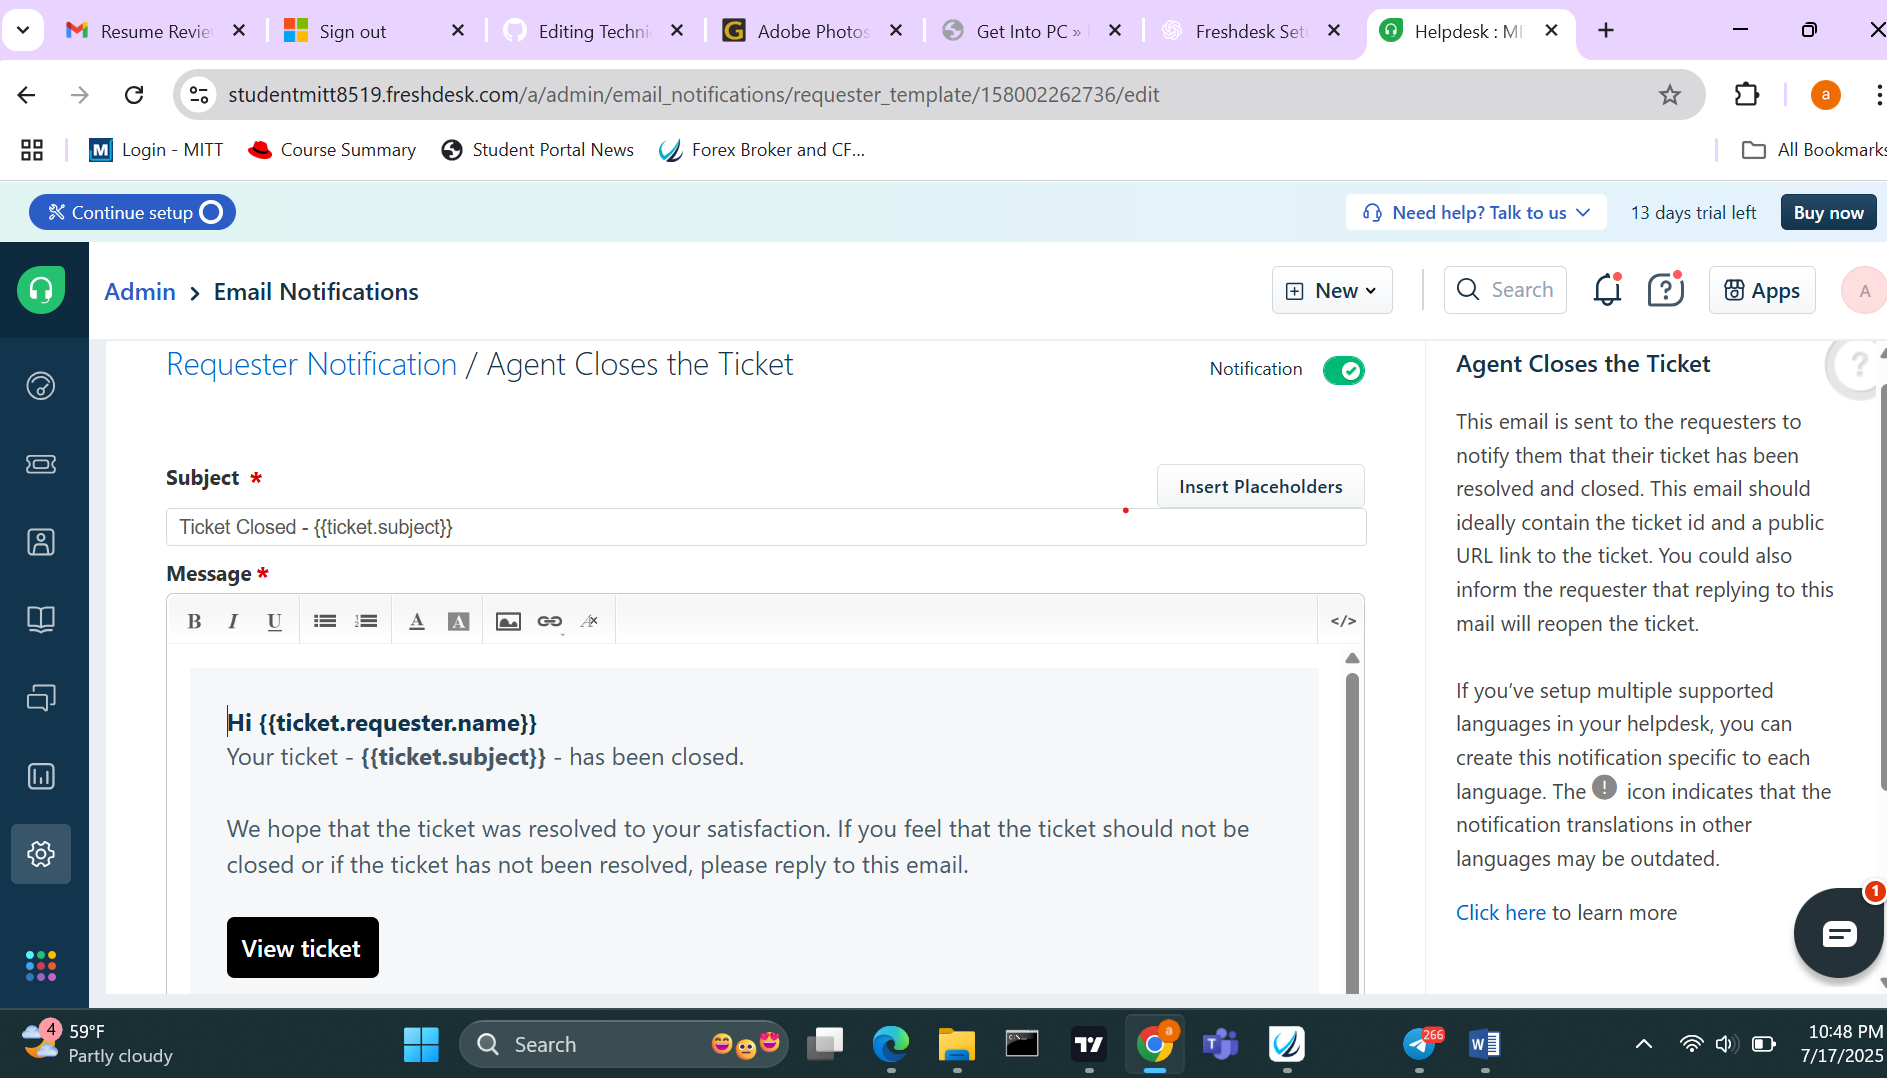 Resume Revie
Sign out
Editing Techni
Adobe Photos
Get Into PC »
Freshdesk Set
Helpdesk : MI
studentmitt8519.freshdesk.com/a/admin/email_notifications/requester_template/158002262736/edit
a
Login - MITT
Course Summary
Student Portal News
Forex Broker and CF...
All Bookmarks
Continue setup
Need help? Talk to us
13 days trial left
Buy now
Admin > Email Notifications
New
Search
Apps
A
Requester Notification / Agent Closes the Ticket
Notification
Subject *
Insert Placeholders
Ticket Closed - {{ticket.subject}}
Message *
B I U A A </>
Hi {{ticket.requester.name}}
Your ticket - {{ticket.subject}} - has been closed.
We hope that the ticket was resolved to your satisfaction. If you feel that the ticket should not be
closed or if the ticket has not been resolved, please reply to this email.
View ticket
Agent Closes the Ticket
?
This email is sent to the requesters to
notify them that their ticket has been
resolved and closed. This email should
ideally contain the ticket id and a public
URL link to the ticket. You could also
inform the requester that replying to this
mail will reopen the ticket.
If you've setup multiple supported
languages in your helpdesk, you can
create this notification specific to each
language. The ! icon indicates that the
notification translations in other
languages may be outdated.
Click here to learn more
1
4
59°F
Partly cloudy
Search
a
266
10:48 PM
7/17/2025